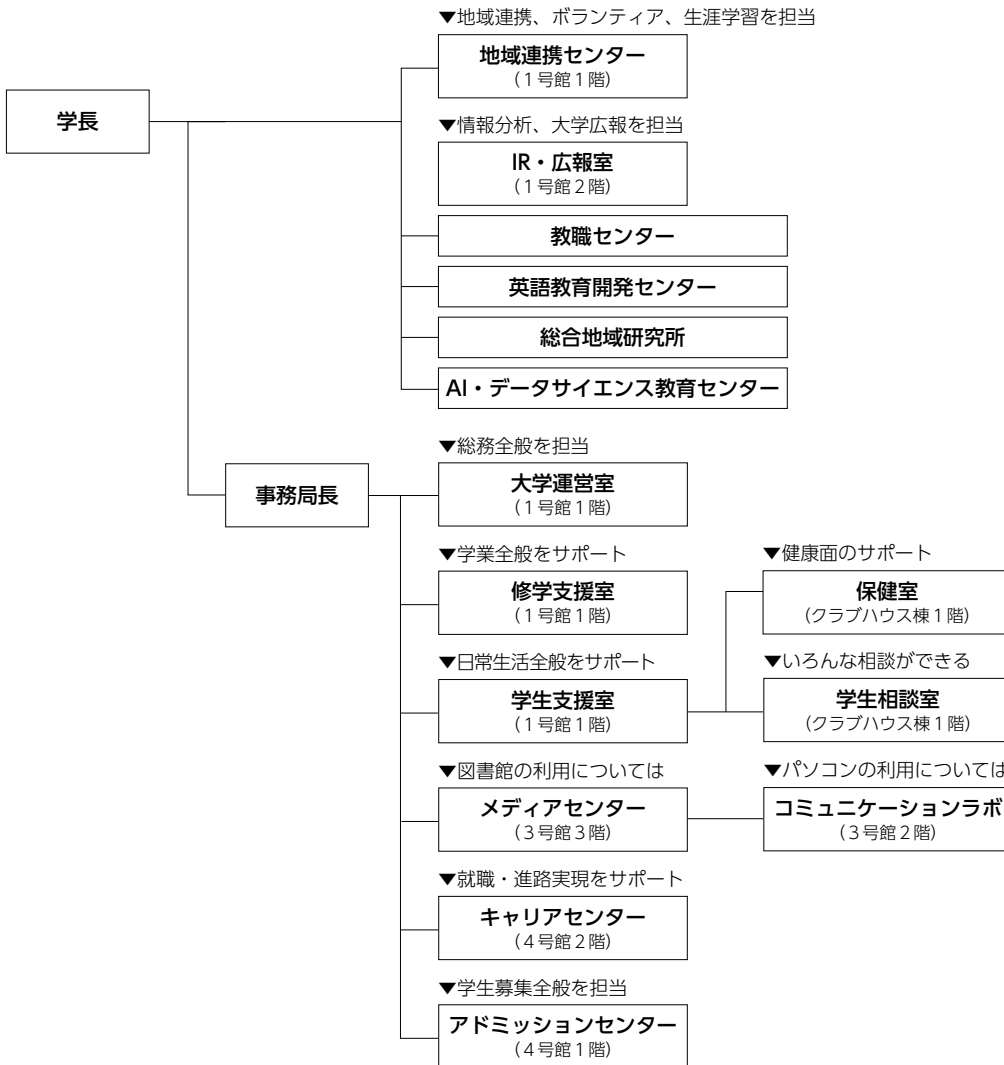 ▼地域連携、ボランティア、生涯学習を担当
地域連携センター
（1号館1階）
学長
▼情報分析、大学広報を担当
IR・広報室
（1号館2階）
教職センター
英語教育開発センター
総合地域研究所
AI・データサイエンス教育センター
▼総務全般を担当
事務局長
大学運営室
（1号館1階）
▼学業全般をサポート
修学支援室
（1号館1階）
▼健康面のサポート
保健室
（クラブハウス棟1階）
▼日常生活全般をサポート
学生支援室
（1号館1階）
▼いろんな相談ができる
学生相談室
（クラブハウス棟1階）
▼図書館の利用については
メディアセンター
（3号館3階）
▼パソコンの利用については
コミュニケーションラボ
（3号館2階）
▼就職・進路実現をサポート
キャリアセンター
（4号館2階）
▼学生募集全般を担当
アドミッションセンター
（4号館1階）